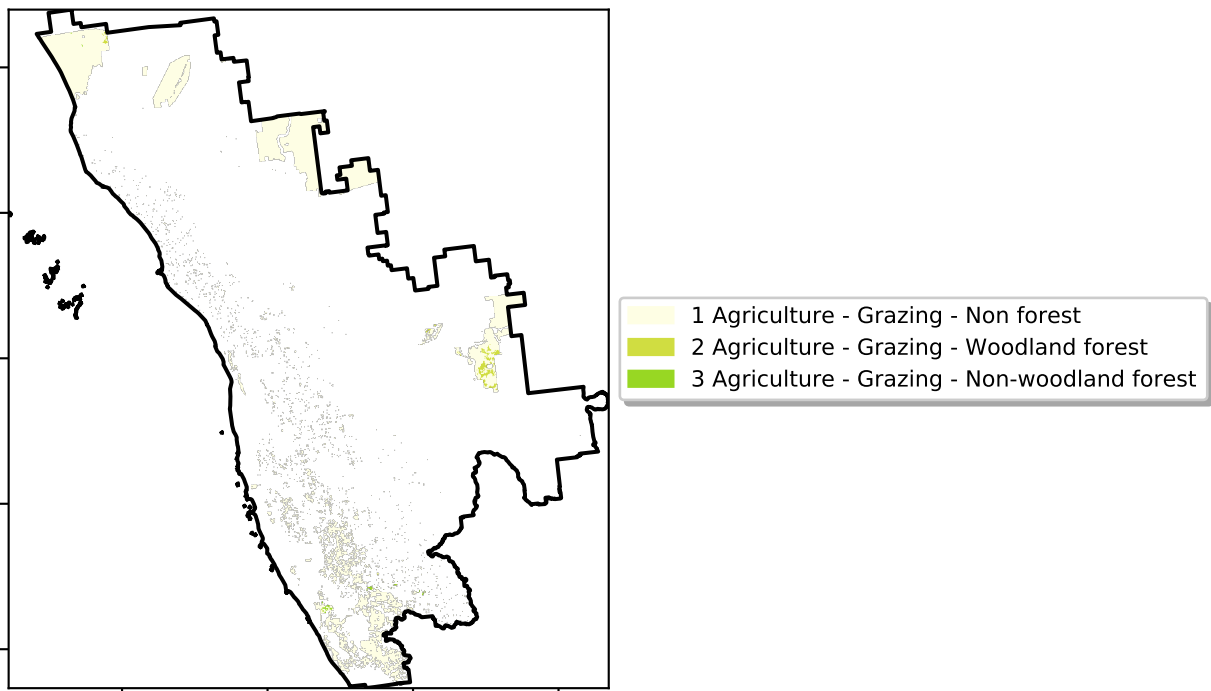 1 Agriculture - Grazing - Non forest
2 Agriculture - Grazing - Woodland forest
3 Agriculture - Grazing - Non-woodland forest